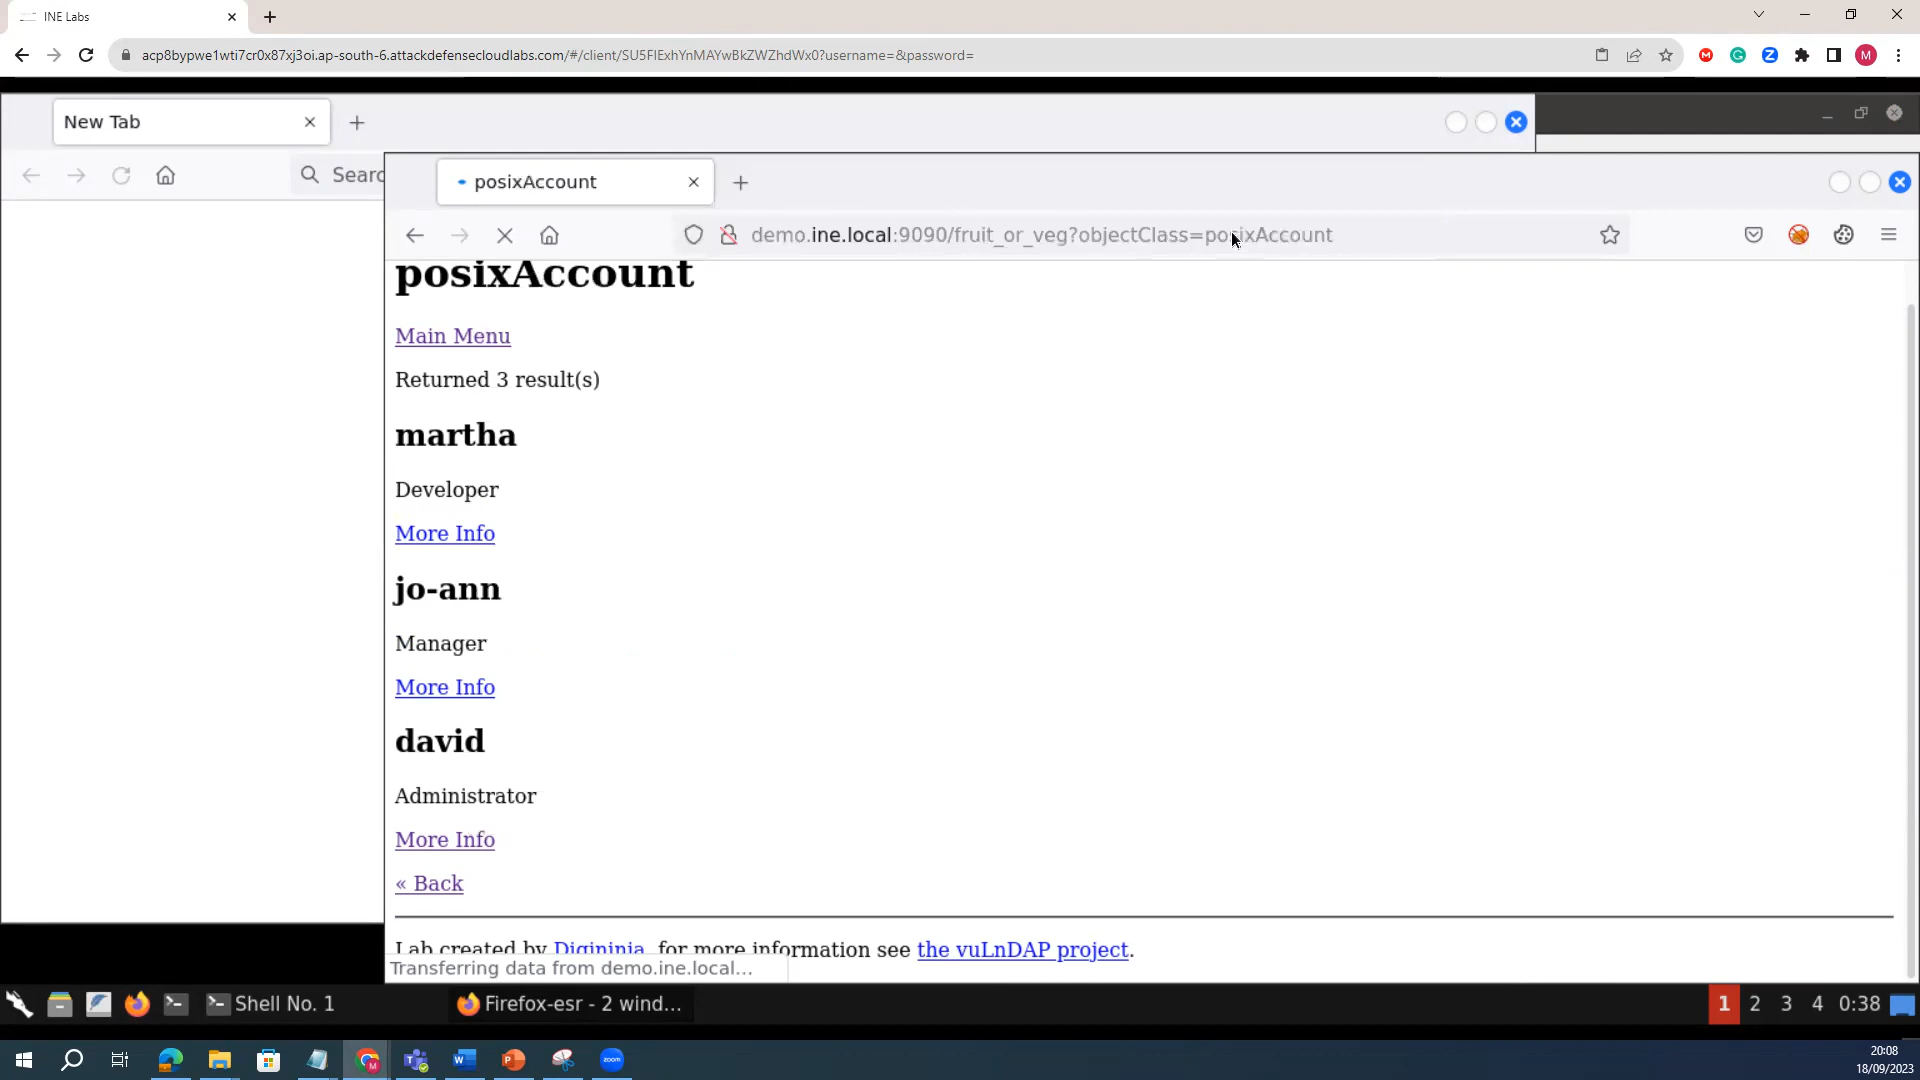 INE Labs
acp8bypwe1wti7cr0x87xj3oi.ap-south-6.attackdefensecloudlabs.com/#/client/SU5FIExhYnMAYwBkZWZhdWx0?username=&password=
New Tab
Searc
posixAccount
demo.ine.local:9090/fruit_or_veg?objectClass=posixAccount
posixAccount
Main Menu
Returned 3 result(s)
martha
Developer
More Info
jo-ann
Manager
More Info
david
Administrator
More Info
« Back
Lab created by Digininja, for more information see the vuLnDAP project.
Transferring data from demo.ine.local...
Shell No. 1
Firefox-esr - 2 wind...
1 2 3 4 0:38
20:08
18/09/2023